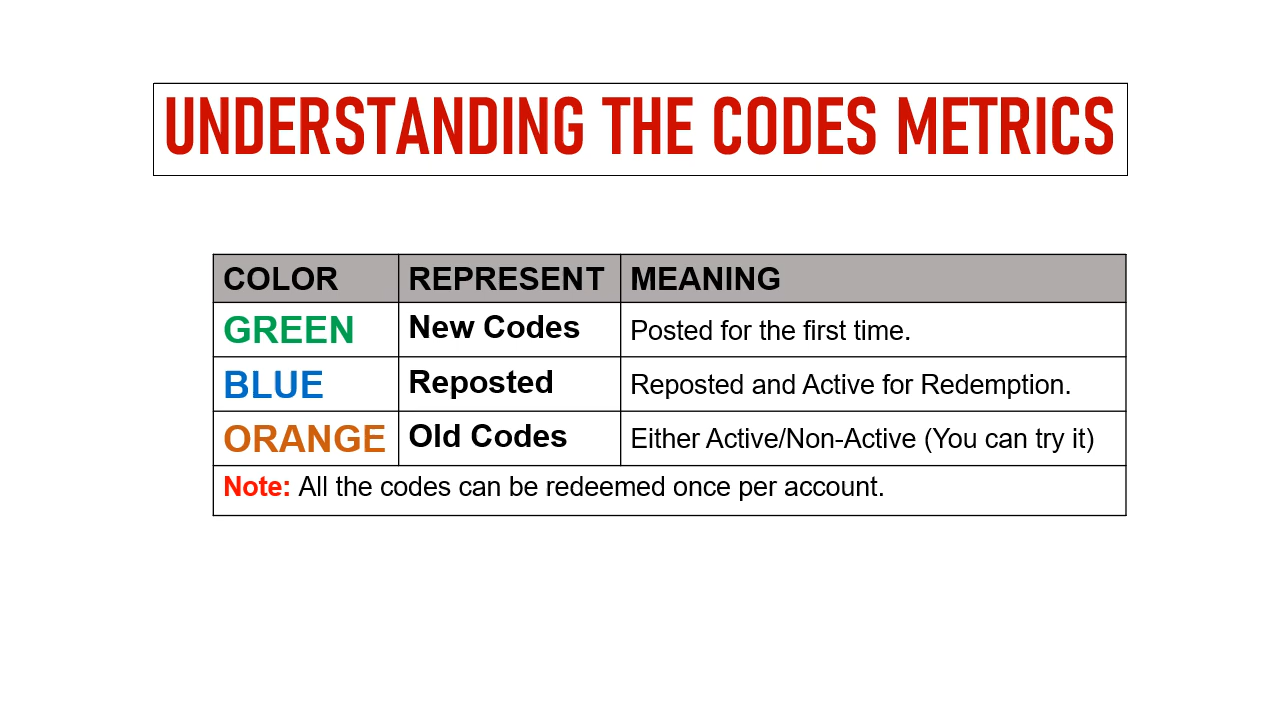 UNDERSTANDING THE CODES METRICS
COLOR REPRESENT MEANING
GREEN New Codes Posted for the first time.
BLUE Reposted Reposted and Active for Redemption.
ORANGE Old Codes Either Active/Non-Active (You can try it)
Note: All the codes can be redeemed once per account.